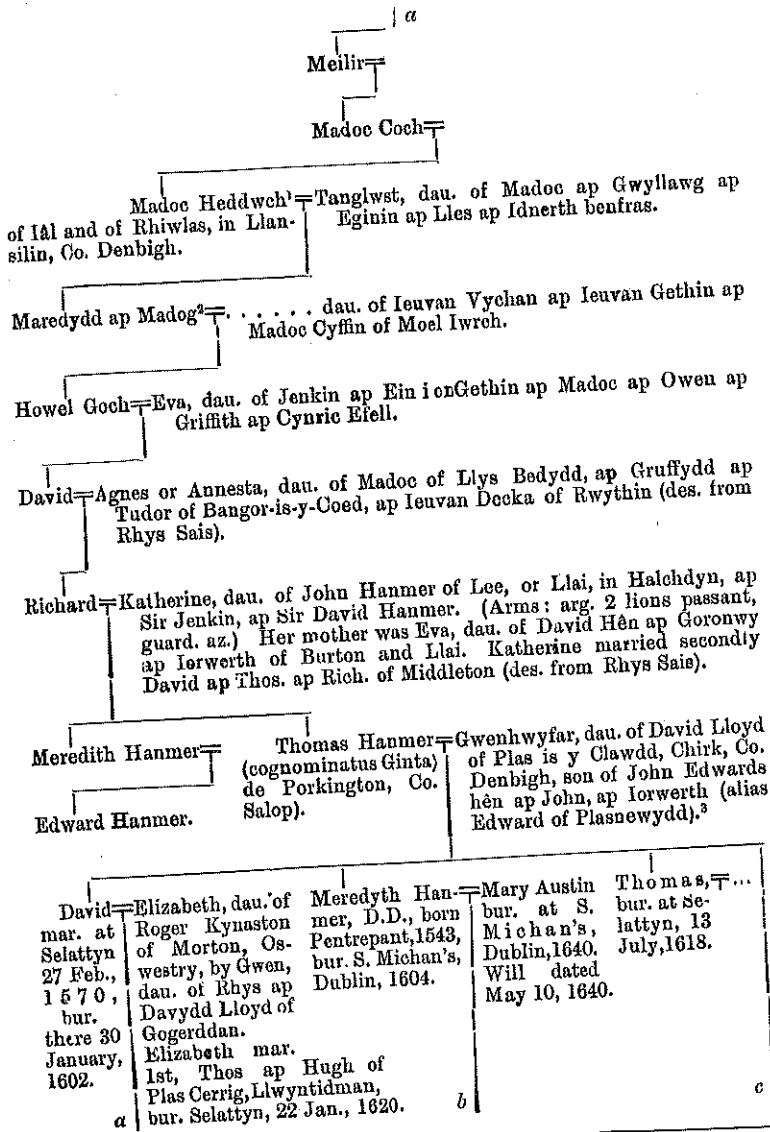 a
Meilir
Madoc Coch
Madoc Heddwch¹ Tanglwst, dau. of Madoc ap Gwyllawg ap
of Iâl and of Rhiwlas, in Llan- Eginin ap Lles ap Idnerth benfras.
silin, Co. Denbigh.
Maredydd ap Madog² . . . . . . dau. of Ieuvan Vychan ap Ieuvan Gethin ap
Madoc Cyffin of Moel Iwrch.
Howel Goch Eva, dau. of Jenkin ap Ein i onGethin ap Madoc ap Owen ap
Griffith ap Cynric Efell.
David Agnes or Annesta, dau. of Madoc of Llys Bedydd, ap Gruffydd ap
Tudor of Bangor-is-y-Coed, ap Ieuvan Decka of Rwythin (des. from
Rhys Sais).
Richard Katherine, dau. of John Hanmer of Lee, or Llai, in Halchdyn, ap
Sir Jenkin, ap Sir David Hanmer. (Arms: arg. 2 lions passant,
guard. az.) Her mother was Eva, dau. of David Hên ap Goronwy
ap Iorwerth of Burton and Llai. Katherine married secondly
David ap Thos. ap Rich. of Middleton (des. from Rhys Sais).
Meredith Hanmer
Edward Hanmer.
Thomas Hanmer
(cognominatus Ginta)
de Porkington, Co.
Salop).
Gwenhwyfar, dau. of David Lloyd
of Plas is y Clawdd, Chirk, Co.
Denbigh, son of John Edwards
hên ap John, ap Iorwerth (alias
Edward of Plasnewydd).³
David
mar. at
Selattyn
27 Feb.,
1 5 7 0 ,
bur.
there 30
January,
1602.
Elizabeth, dau. of
Roger Kynaston
of Morton, Os-
westry, by Gwen,
dau. of Rhys ap
Davydd Lloyd of
Gogerddan.
Elizabeth mar.
1st, Thos ap Hugh of
Plas Cerrig, Llwyntidman,
bur. Selattyn, 22 Jan., 1620.
a
Meredyth Han-
mer, D.D., born
Pentrepant, 1543,
bur. S. Michan's,
Dublin, 1604.
b
Mary Austin
bur. at S.
Michan's,
Dublin, 1640.
Will dated
May 10, 1640.
Thomas, ...
bur. at Se-
lattyn, 13
July, 1618.
c